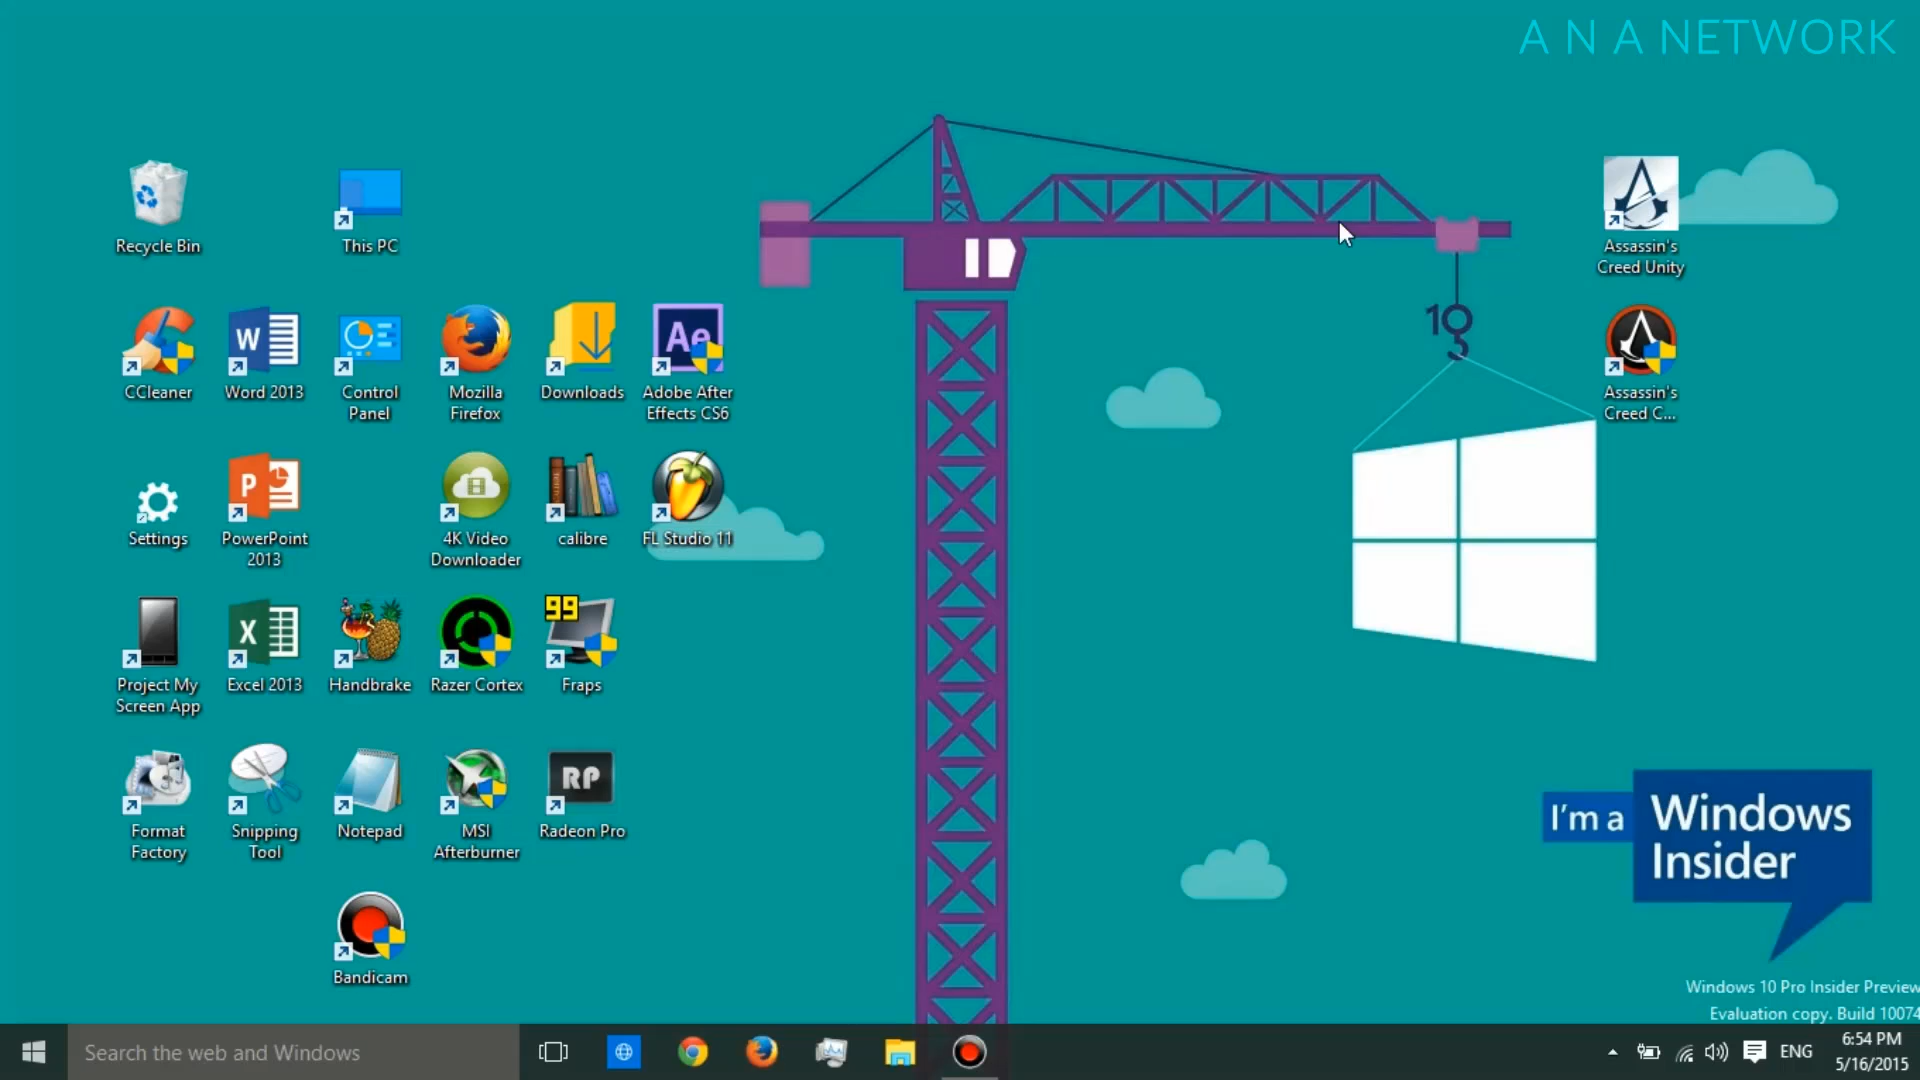 A N A NETWORK
Recycle Bin
This PC
Assassin's
Creed Unity
CCleaner
Word 2013
Control
Panel
Mozilla
Firefox
Downloads
Ae
Adobe After
Effects CS6
10
Assassin's
Creed C...
Settings
PowerPoint
2013
4K Video
Downloader
calibre
FL Studio 11
Project My
Screen App
Excel 2013
Handbrake
Razer Cortex
99
Fraps
Format
Factory
Snipping
Tool
Notepad
MSI
Afterburner
RP
Radeon Pro
I'm a Windows
Insider
Bandicam
Windows 10 Pro Insider Preview
Evaluation copy. Build 10074
Search the web and Windows
ENG
6:54 PM
5/16/2015